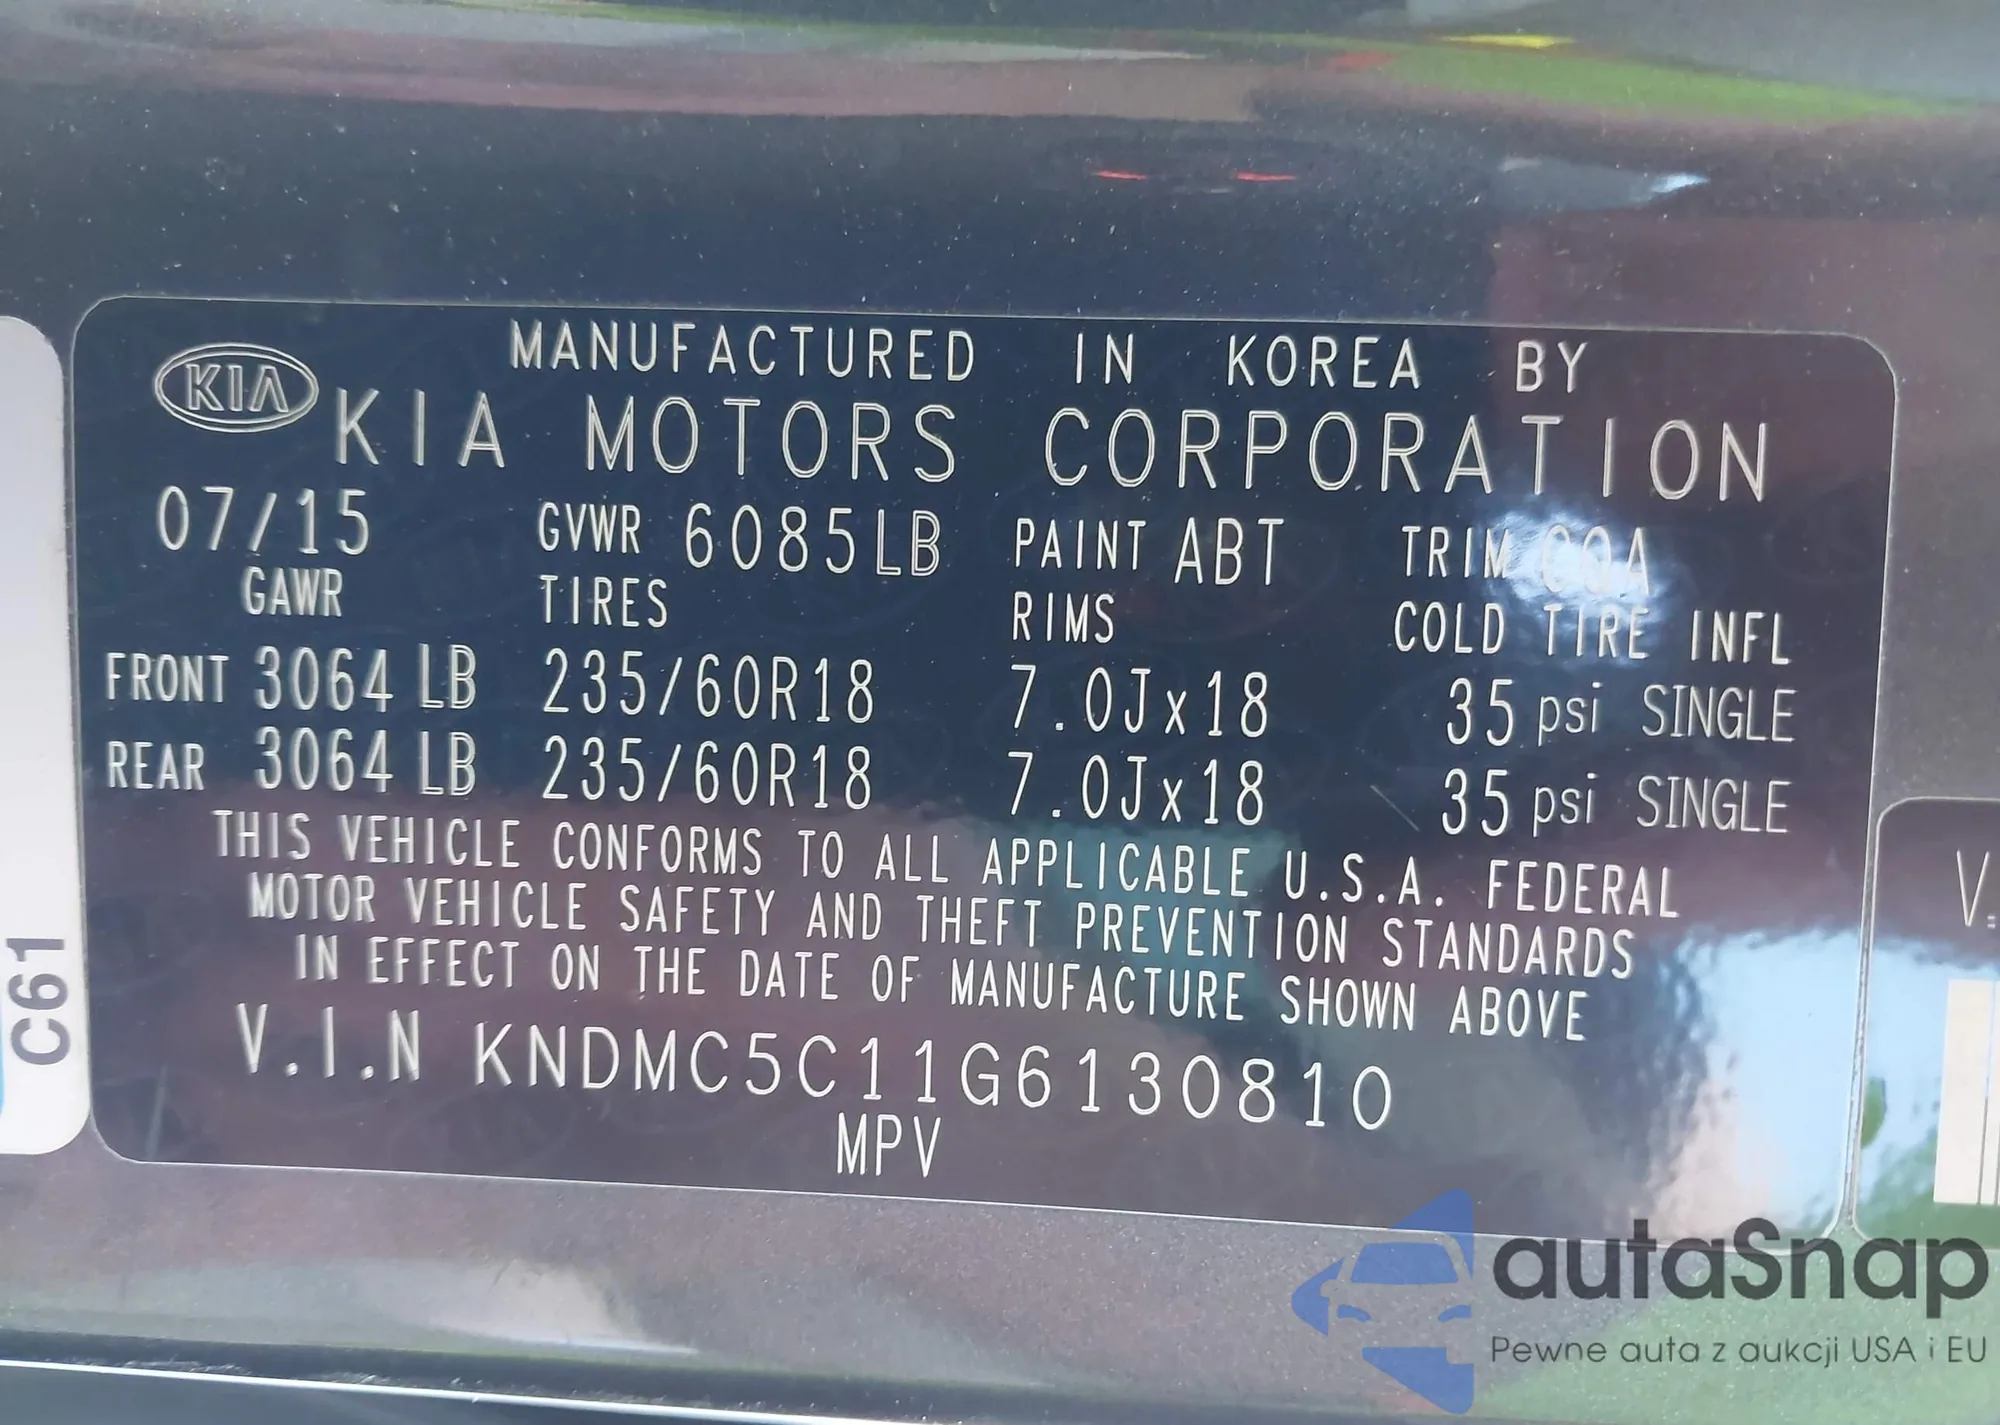 MANUFACTURED IN KOREA BY
KIA KIA MOTORS CORPORATION
07/15 GVWR 6085LB PAINT ABT TRIM CQA
GAWR TIRES RIMS COLD TIRE INFL
FRONT 3064 LB 235/60R18 7.0Jx18 35 psi SINGLE
REAR 3064 LB 235/60R18 7.0Jx18 35 psi SINGLE
THIS VEHICLE CONFORMS TO ALL APPLICABLE U.S.A. FEDERAL
MOTOR VEHICLE SAFETY AND THEFT PREVENTION STANDARDS
IN EFFECT ON THE DATE OF MANUFACTURE SHOWN ABOVE
V.I.N KNDMC5C11G6130810
MPV
C61
V.
autaSnap
Pewne auta z aukcji USA i EU